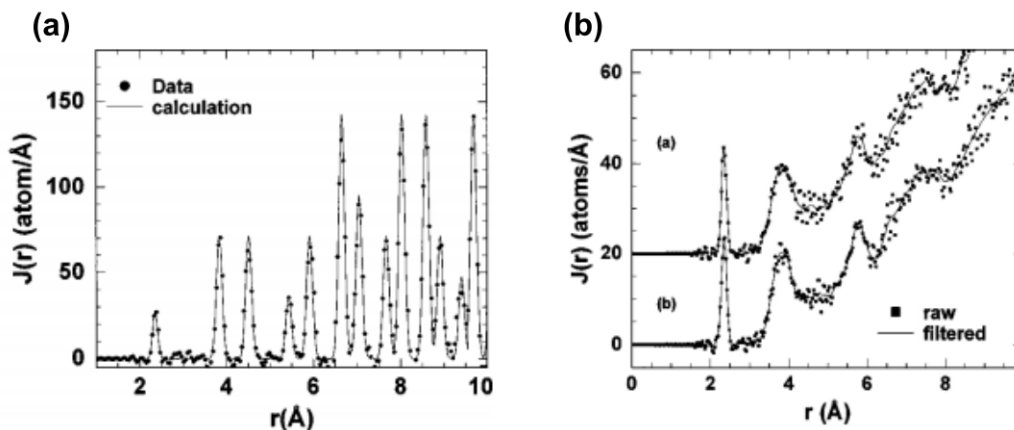 (a)
Data
calculation
150
100
50
0
J(r) (atom/Å)
2
4
6
8
10
r(Å)
(b)
60
40
20
0
J(r) (atoms/Å)
(a)
(b)
raw
filtered
0
2
4
6
8
r (Å)